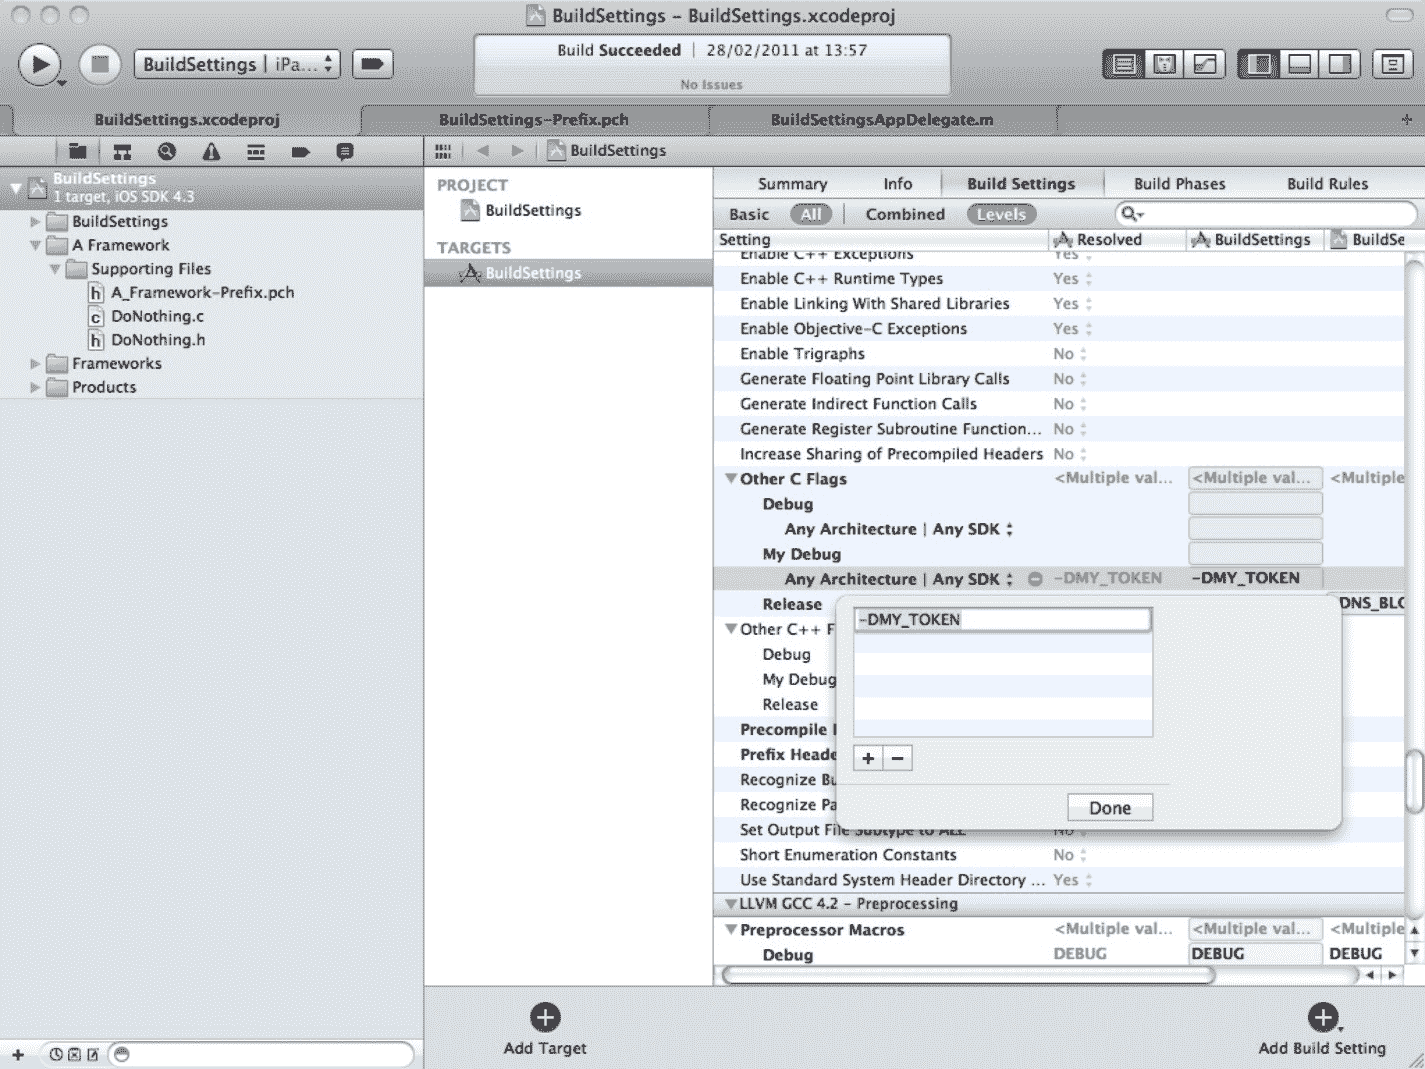 BuildSettings – BuildSettings.xcodeproj
BuildSettings | iPa...
Build Succeeded | 28/02/2011 at 13:57
No Issues
BuildSettings.xcodeproj
BuildSettings-Prefix.pch
BuildSettingsAppDelegate.m
BuildSettings
BuildSettings
1 target, iOS SDK 4.3
BuildSettings
A Framework
Supporting Files
A_Framework-Prefix.pch
DoNothing.c
DoNothing.h
Frameworks
Products
PROJECT
BuildSettings
TARGETS
BuildSettings
Summary Info Build Settings Build Phases Build Rules
Basic All Combined Levels
Setting Resolved BuildSettings BuildSe
Enable C++ Exceptions Yes
Enable C++ Runtime Types Yes
Enable Linking With Shared Libraries Yes
Enable Objective-C Exceptions Yes
Enable Trigraphs No
Generate Floating Point Library Calls No
Generate Indirect Function Calls No
Generate Register Subroutine Function... No
Increase Sharing of Precompiled Headers No
Other C Flags <Multiple val... <Multiple val... <Multiple
Debug
Any Architecture | Any SDK
My Debug
Any Architecture | Any SDK -DMY_TOKEN -DMY_TOKEN
Release DNS_BLO
-DMY_TOKEN
Other C++ F
Debug
My Debug
Release
Precompile
Prefix Heade
Recognize Bu
Recognize Pa
+ −
Done
Set Output File Subtype to ALL No
Short Enumeration Constants No
Use Standard System Header Directory ... Yes
LLVM GCC 4.2 – Preprocessing
Preprocessor Macros <Multiple val... <Multiple val... <Multiple
Debug DEBUG DEBUG DEBUG
Add Target
Add Build Setting